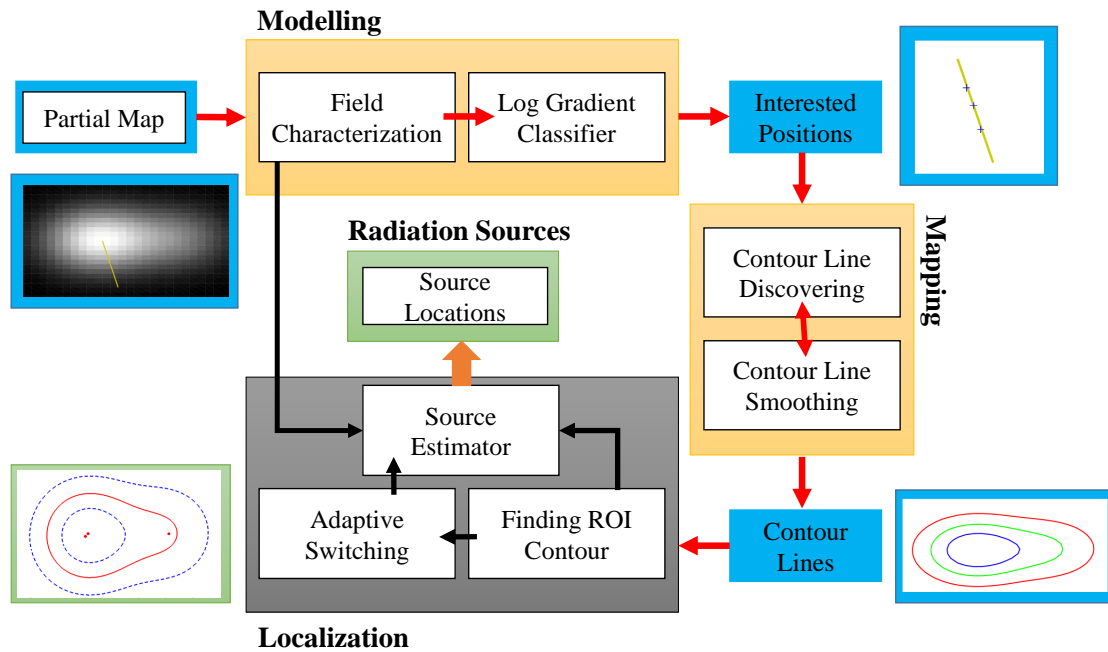 Modelling
Partial Map
Field
Characterization
Log Gradient
Classifier
Interested
Positions
Mapping
Contour Line
Discovering
Contour Line
Smoothing
Radiation Sources
Source
Locations
Source
Estimator
Adaptive
Switching
Finding ROI
Contour
Contour
Lines
Localization